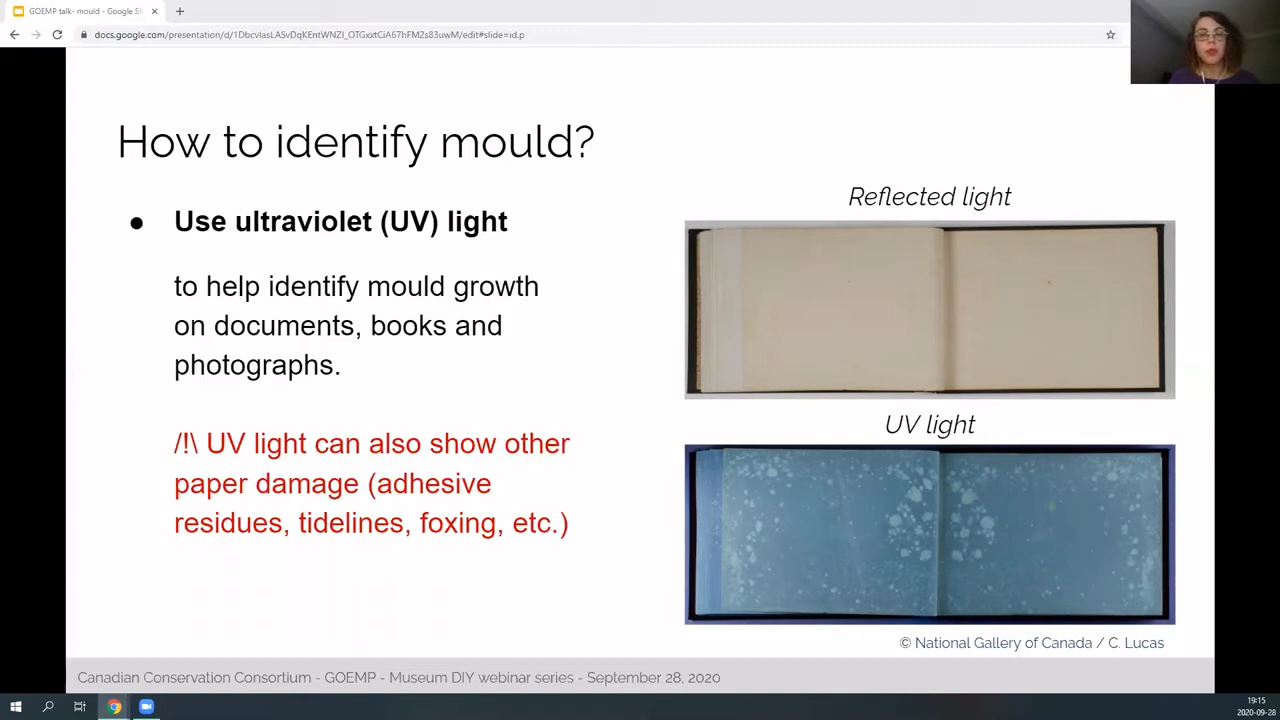 GOEMP talk- mould - Google Sli
docs.google.com/presentation/d/1DbcvIasLASvDqKEntWNZI_OTGxxtCiA67hFM2s83uwM/edit#slide=id.p
How to identify mould?
● Use ultraviolet (UV) light
to help identify mould growth
on documents, books and
photographs.
/!\ UV light can also show other
paper damage (adhesive
residues, tidelines, foxing, etc.)
Reflected light
UV light
© National Gallery of Canada / C. Lucas
Canadian Conservation Consortium - GOEMP - Museum DIY webinar series - September 28, 2020
19:15
2020-09-28